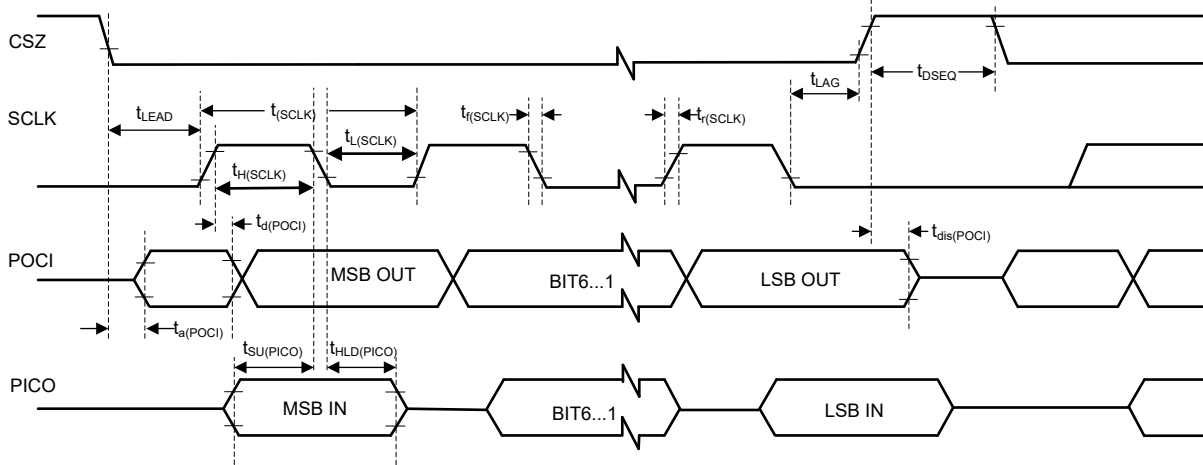 CSZ
tLAG
tDSEQ
SCLK
tLEAD
t(SCLK)
tf(SCLK)
tr(SCLK)
tL(SCLK)
tH(SCLK)
td(POCI)
tdis(POCI)
POCI
MSB OUT
BIT6...1
LSB OUT
ta(POCI)
tSU(PICO)
tHLD(PICO)
PICO
MSB IN
BIT6...1
LSB IN